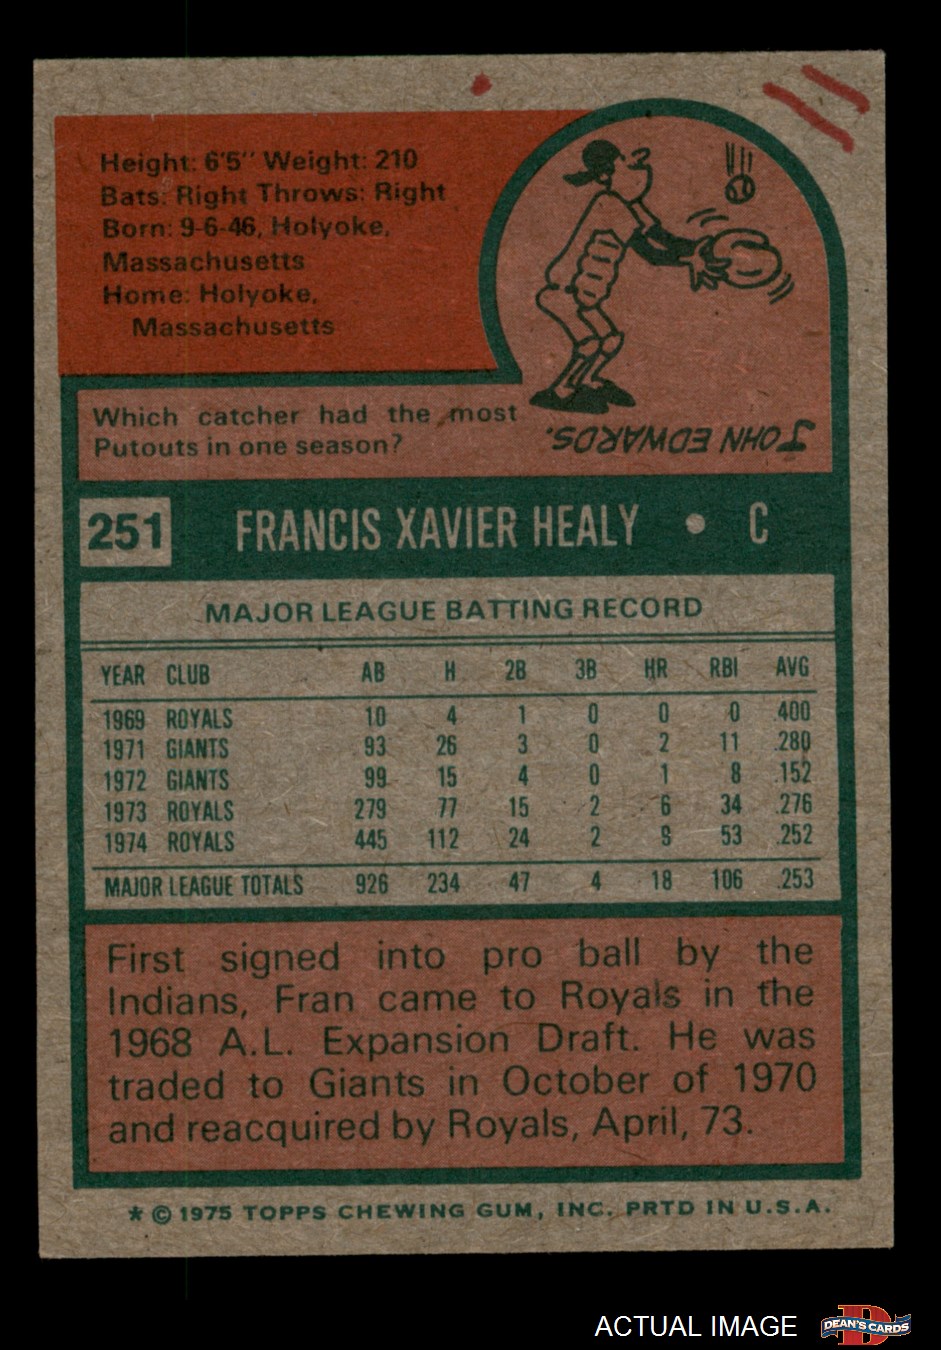 Height: 6'5" Weight: 210
Bats: Right Throws: Right
Born: 9-6-46, Holyoke,
Massachusetts
Home: Holyoke,
Massachusetts
Which catcher had the most
Putouts in one season?
JOHN EDWARDS.
251 FRANCIS XAVIER HEALY • C
MAJOR LEAGUE BATTING RECORD
YEAR CLUB AB H 2B 3B HR RBI AVG
1969 ROYALS 10 4 1 0 0 0 .400
1971 GIANTS 93 26 3 0 2 11 .280
1972 GIANTS 99 15 4 0 1 8 .152
1973 ROYALS 279 77 15 2 6 34 .276
1974 ROYALS 445 112 24 2 9 53 .252
MAJOR LEAGUE TOTALS 926 234 47 4 18 106 .253
First signed into pro ball by the
Indians, Fran came to Royals in the
1968 A.L. Expansion Draft. He was
traded to Giants in October of 1970
and reacquired by Royals, April, 73.
* © 1975 TOPPS CHEWING GUM, INC. PRTD IN U.S.A.
ACTUAL IMAGE
D
DEAN'S CARDS